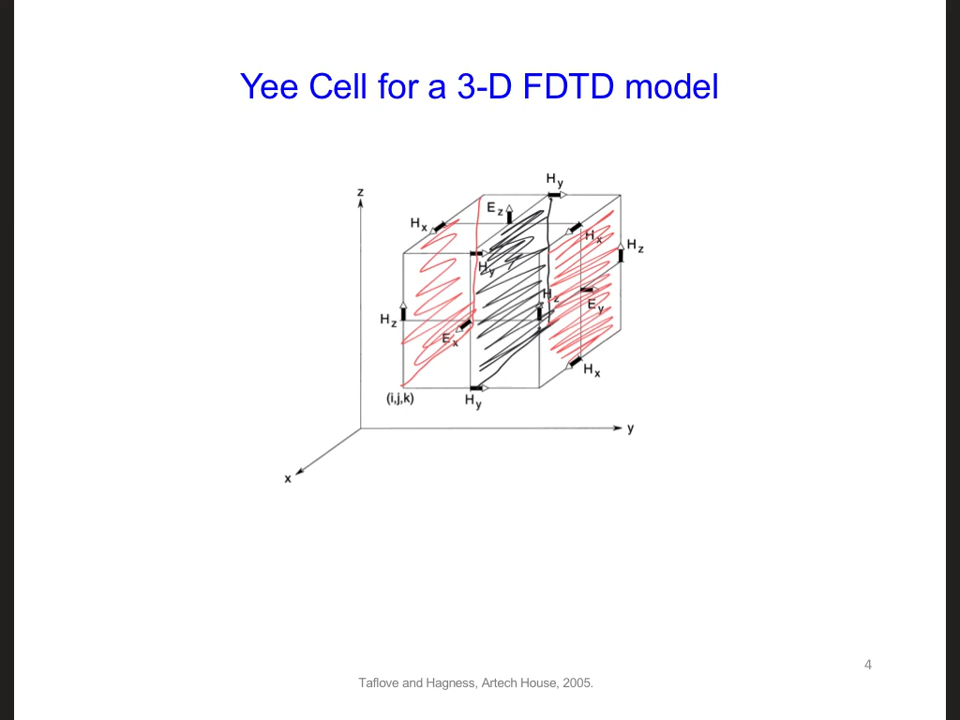 Yee Cell for a 3-D FDTD model
z
Hy
Ez
Hx
Hx
Hz
Hy
Hz
Ey
Hz
Ex
Hx
(i,j,k)
Hy
y
x
4
Taflove and Hagness, Artech House, 2005.